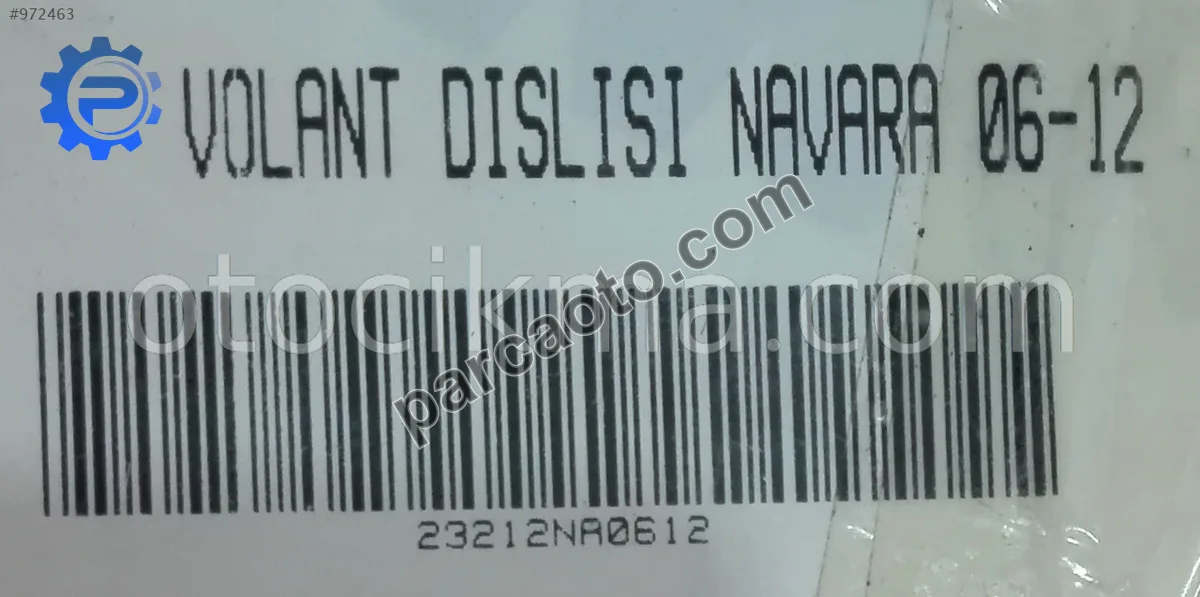 #972463
VOLANT DISLISI NAVARA 06-12
otocikma.com
parcaoto.com
23212NA0612